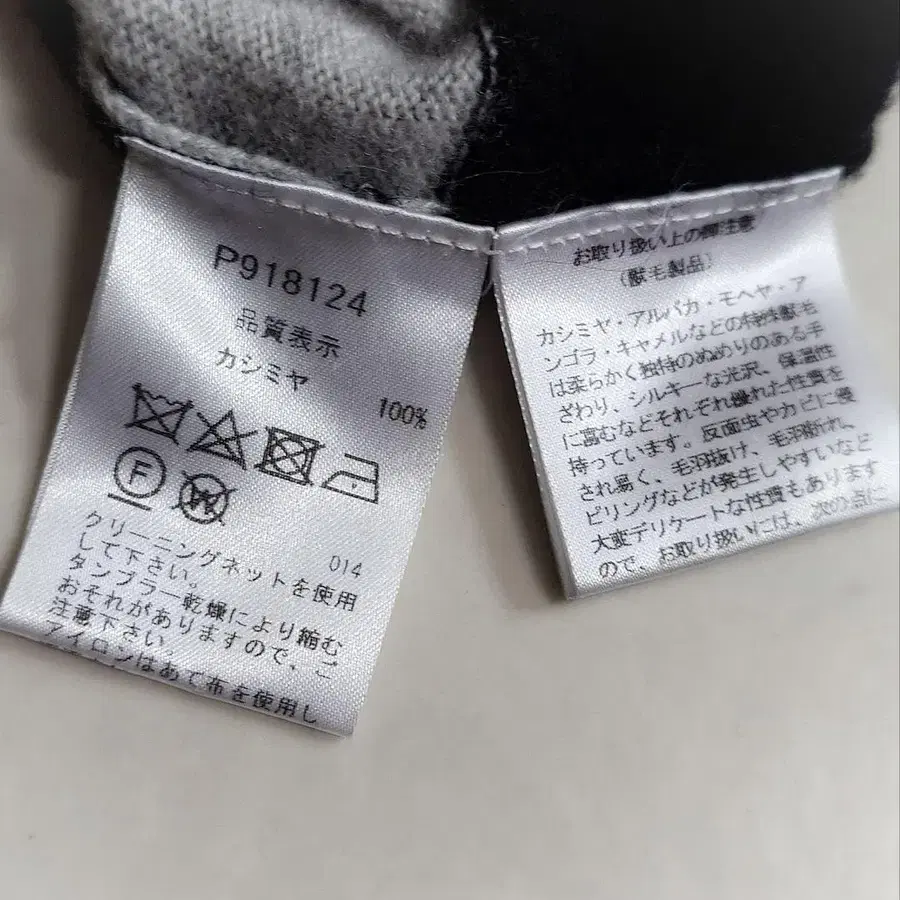 P918124
品質表示
カシミヤ
100%
F
W
014
クリーニングネットを使用
して下さい。
タンブラー乾燥により縮む
おそれがありますので、ご
注意下さい。
アイロンはあて布を使用し
お取り扱い上の御注意
(獣毛製品)
カシミヤ・アルパカ・モヘヤ・ア
ンゴラ・キャメルなどの特殊獣毛
は柔らかく独特のぬめりのある手
ざわり、シルキーな光沢、保温性
に富むなどそれぞれ優れた性質を
持っています。反面虫やカビに侵
され易く、毛羽抜け、毛羽断れ、
ピリングなどが発生しやすいなど
大変デリケートな性質もあります
ので、お取り扱いには、次の点に